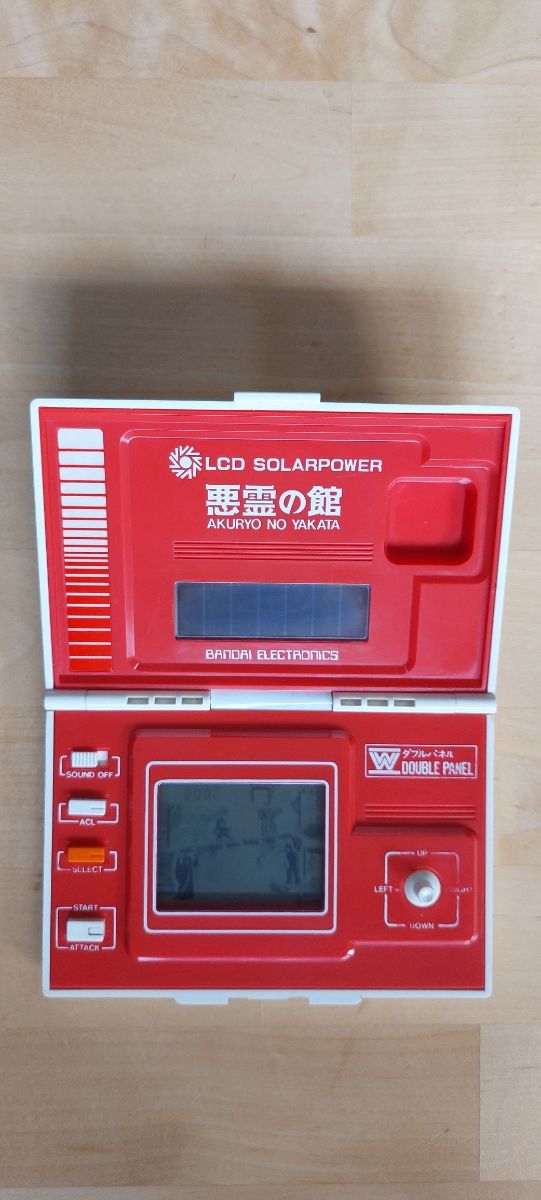 LCD SOLARPOWER
悪霊の館
AKURYO NO YAKATA
BANDAI ELECTRONICS
SOUND OFF
ACL
SELECT
START
ATTACK
W ダブルパネル
DOUBLE PANEL
UP
LEFT RIGHT
DOWN